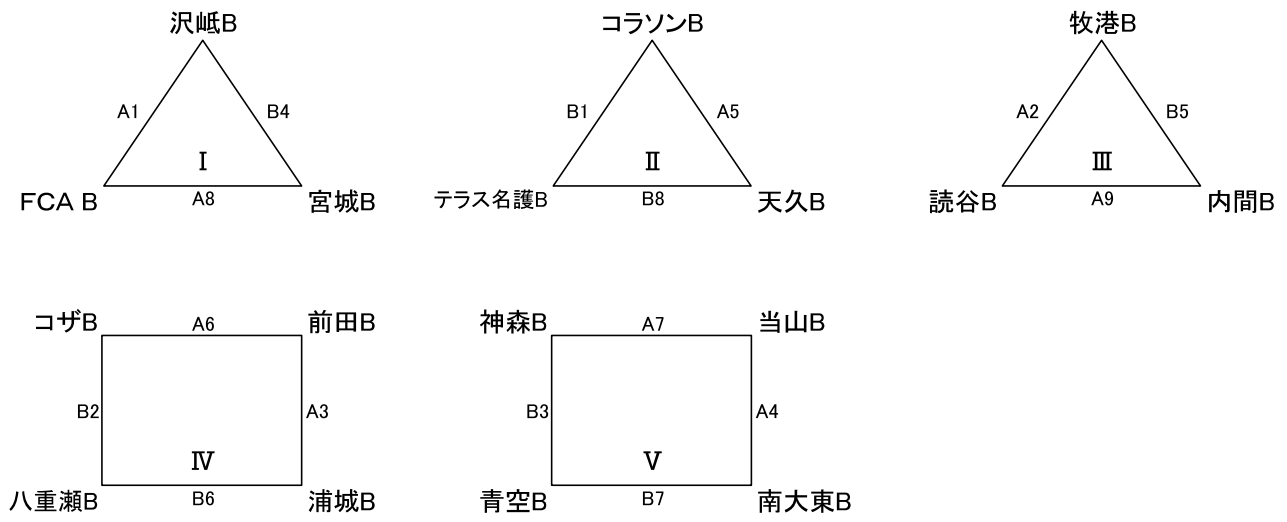 沢岻B
コラソンB
牧港B
A1
B4
B1
A5
A2
B5
Ⅰ
Ⅱ
Ⅲ
FCA B
A8
宮城B
テラス名護B
B8
天久B
読谷B
A9
内間B
コザB
A6
前田B
神森B
A7
当山B
B2
A3
B3
A4
Ⅳ
Ⅴ
八重瀬B
B6
浦城B
青空B
B7
南大東B